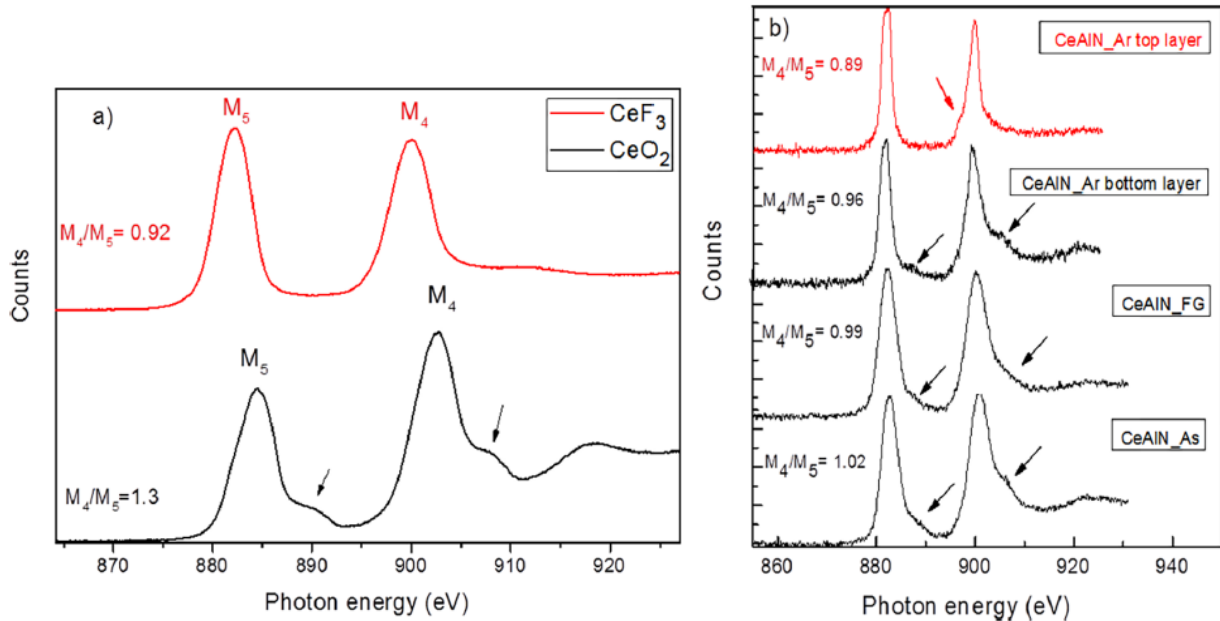 a)
M₅
M₄
CeF₃
CeO₂
M₄/M₅= 0.92
M₄
M₅
M₄/M₅=1.3
Counts
870 880 890 900 910 920
Photon energy (eV)
b)
CeAlN_Ar top layer
M₄/M₅= 0.89
CeAlN_Ar bottom layer
M₄/M₅= 0.96
CeAlN_FG
M₄/M₅= 0.99
CeAlN_As
M₄/M₅= 1.02
Counts
860 880 900 920 940
Photon energy (eV)